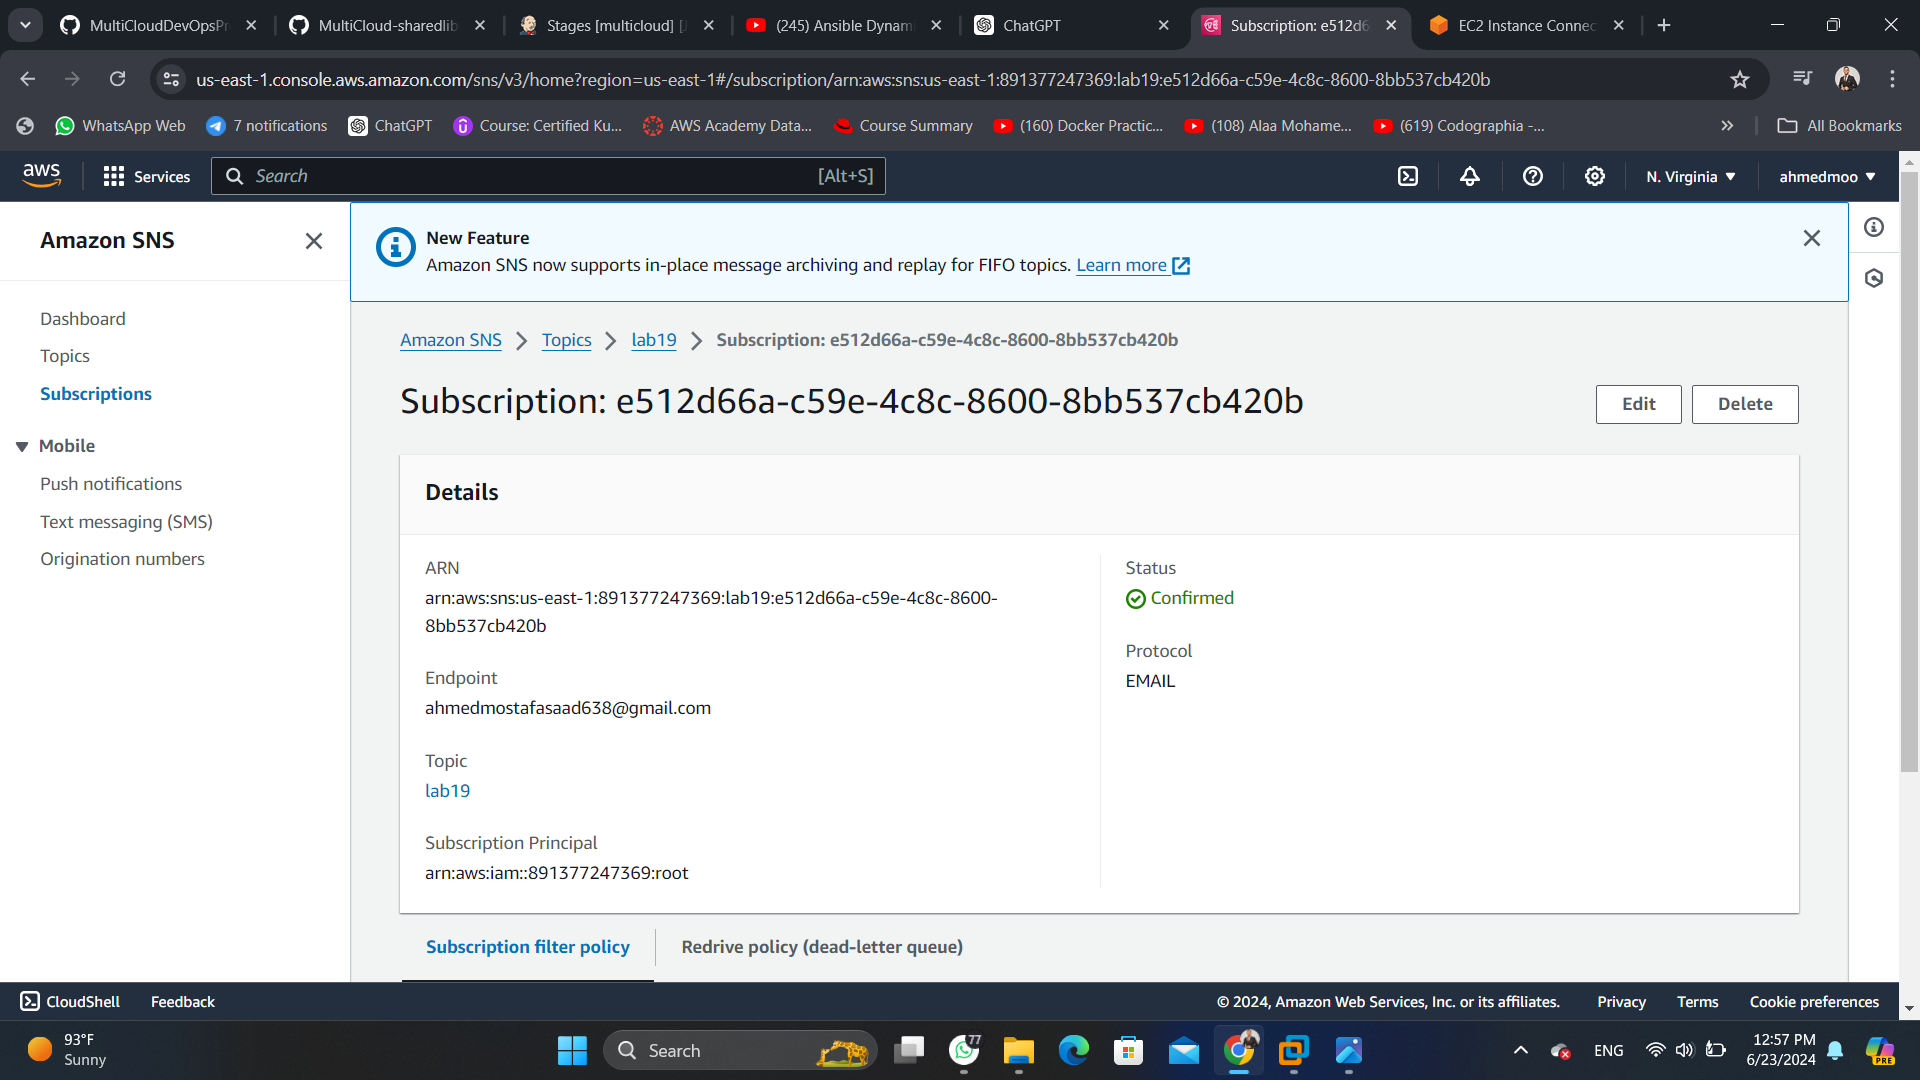 MultiCloudDevOpsPr
MultiCloud-sharedlib
Stages [multicloud] [J
(245) Ansible Dynami
ChatGPT
Subscription: e512d6
EC2 Instance Connec
us-east-1.console.aws.amazon.com/sns/v3/home?region=us-east-1#/subscription/arn:aws:sns:us-east-1:891377247369:lab19:e512d66a-c59e-4c8c-8600-8bb537cb420b
WhatsApp Web
7 notifications
ChatGPT
Course: Certified Ku...
AWS Academy Data...
Course Summary
(160) Docker Practic...
(108) Alaa Mohame...
(619) Codographia -...
All Bookmarks
aws
Services
Search
[Alt+S]
N. Virginia
ahmedmoo
Amazon SNS
Dashboard
Topics
Subscriptions
Mobile
Push notifications
Text messaging (SMS)
Origination numbers
New Feature
Amazon SNS now supports in-place message archiving and replay for FIFO topics. Learn more
Amazon SNS
Topics
lab19
Subscription: e512d66a-c59e-4c8c-8600-8bb537cb420b
Subscription: e512d66a-c59e-4c8c-8600-8bb537cb420b
Edit
Delete
Details
ARN
arn:aws:sns:us-east-1:891377247369:lab19:e512d66a-c59e-4c8c-8600-
8bb537cb420b
Endpoint
ahmedmostafasaad638@gmail.com
Topic
lab19
Subscription Principal
arn:aws:iam::891377247369:root
Status
Confirmed
Protocol
EMAIL
Subscription filter policy
Redrive policy (dead-letter queue)
CloudShell
Feedback
© 2024, Amazon Web Services, Inc. or its affiliates.
Privacy
Terms
Cookie preferences
93°F
Sunny
Search
77
ENG
12:57 PM
6/23/2024
PRE